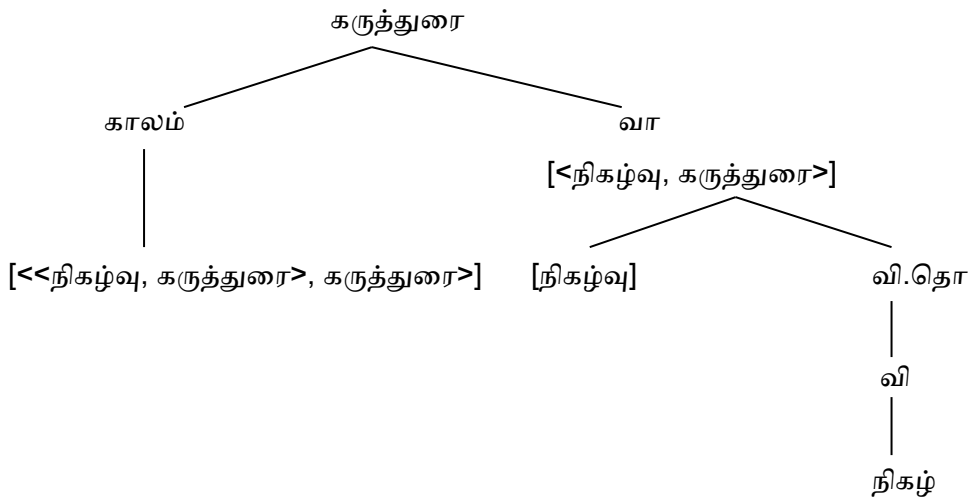 கருத்துரை
காலம் வா
[<நிகழ்வு, கருத்துரை>]
[<<நிகழ்வு, கருத்துரை>, கருத்துரை>] [நிகழ்வு] வி.தொ
வி
நிகழ்